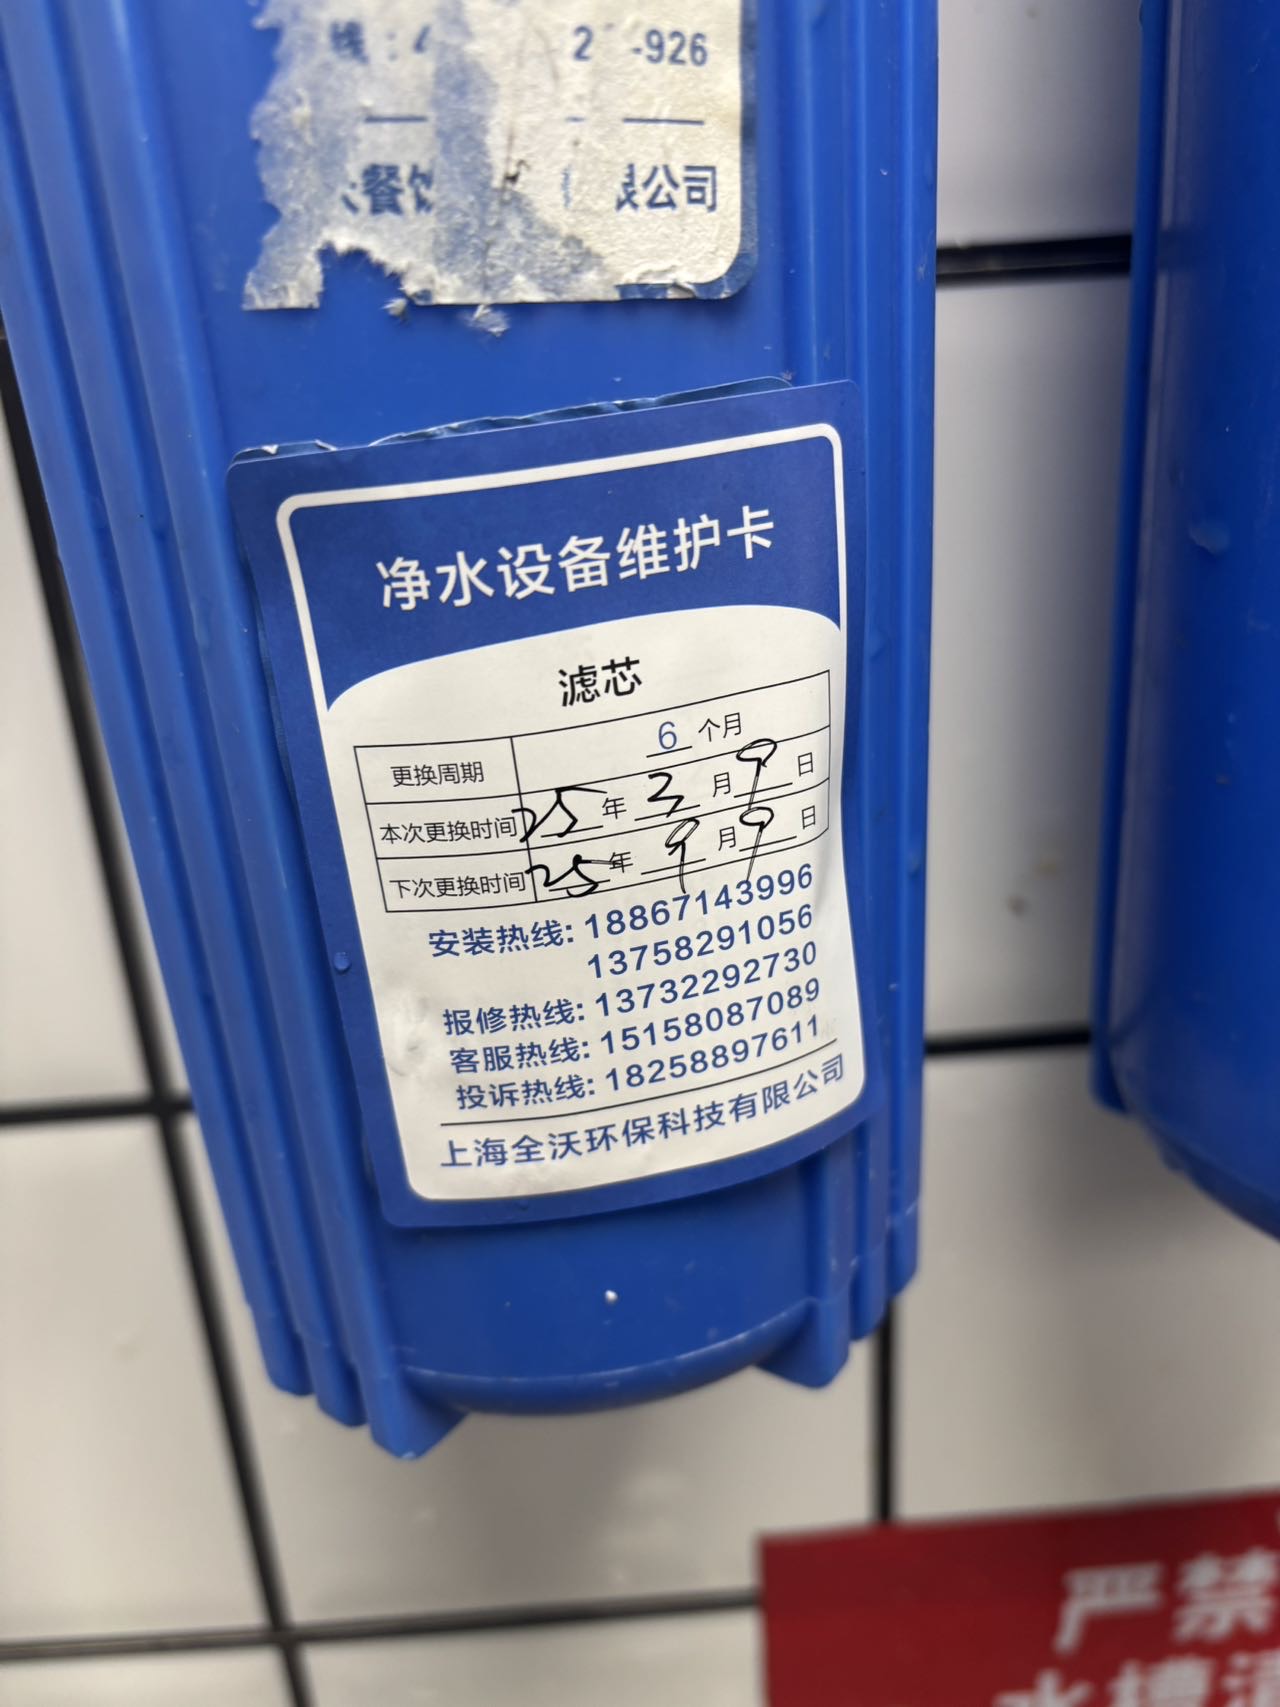 -926
限公司
净水设备维护卡
滤芯
更换周期 6 个月
本次更换时间 25 年 3 月 9 日
下次更换时间 25 年 9 月 9 日
安装热线: 18867143996
13758291056
报修热线: 13732292730
客服热线: 15158087089
投诉热线: 18258897611
上海全沃环保科技有限公司
严禁
水槽清